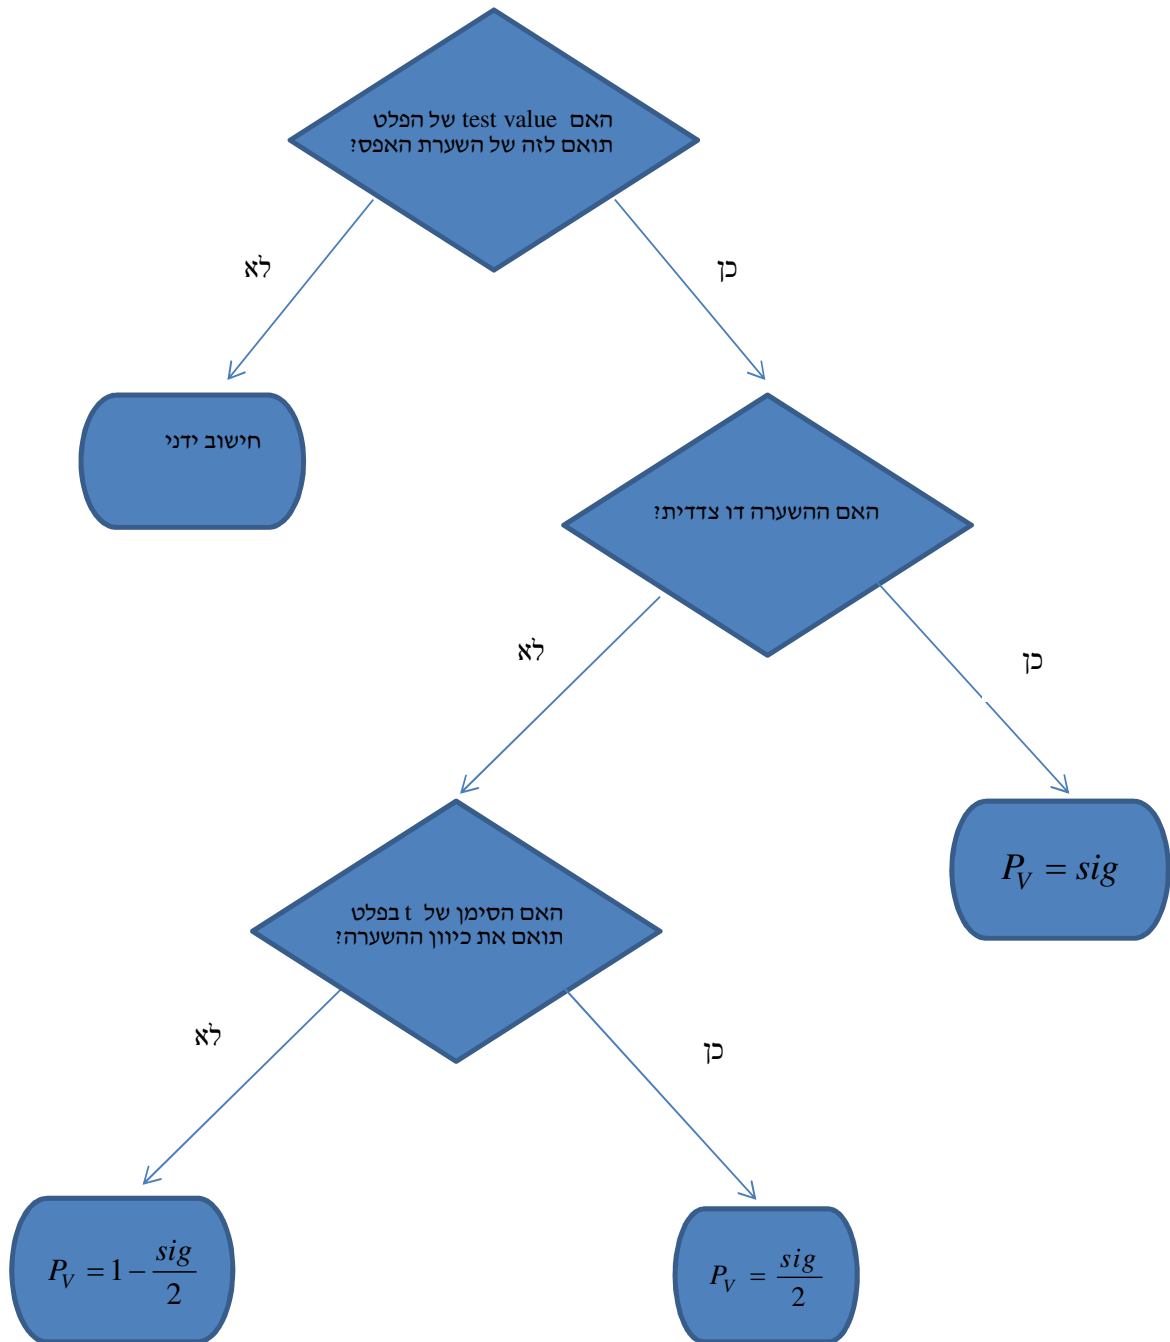 האם test value של הפלט
תואם לזה של השערת האפס?
לא
כן
חישוב ידני
האם ההשערה דו צדדית?
לא
כן
P_V = sig
האם הסימן של t בפלט
תואם את כיוון ההשערה?
לא
כן
P_V = 1 - sig/2
P_V = sig/2